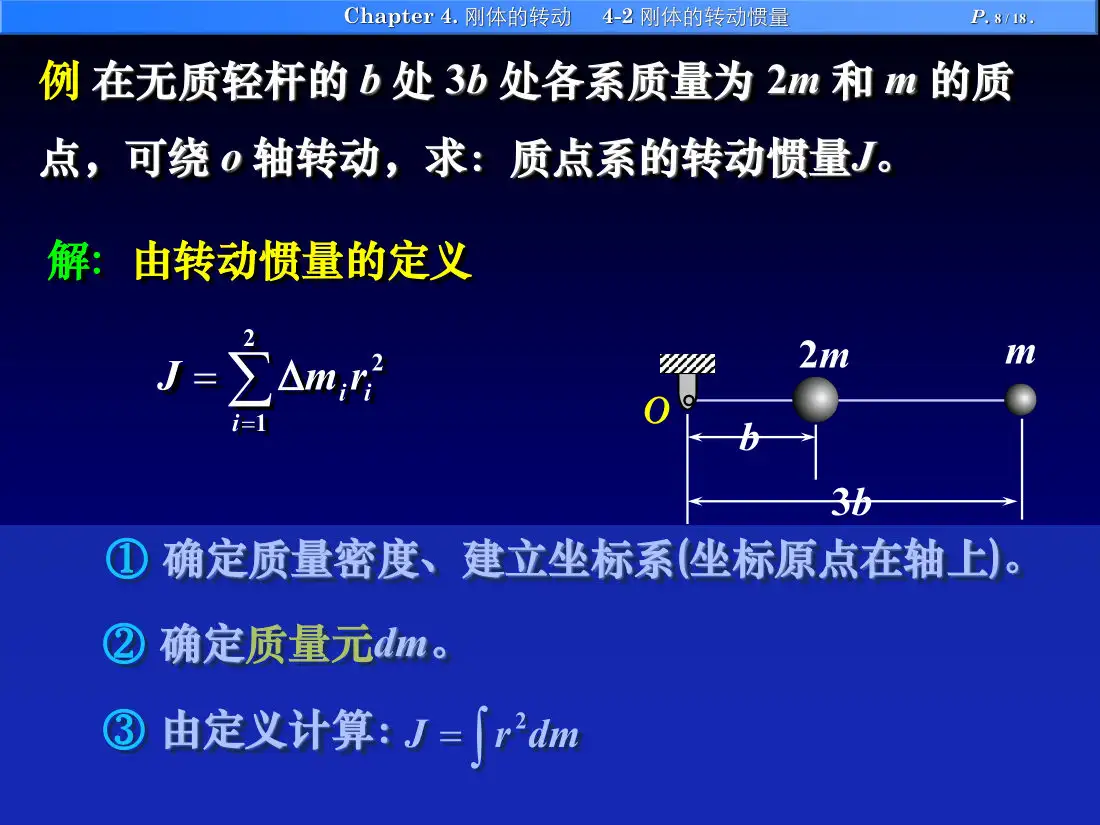 Chapter 4. 刚体的转动 4-2 刚体的转动惯量 P. 8 / 18 .
例 在无质轻杆的 b 处 3b 处各系质量为 2m 和 m 的质
点，可绕 o 轴转动，求：质点系的转动惯量J。
解：由转动惯量的定义
J = \sum_{i=1}^{2} Δm_i r_i^2
2m
m
O
b
3b
① 确定质量密度、建立坐标系(坐标原点在轴上)。
② 确定质量元dm。
③ 由定义计算：J = ∫ r² dm